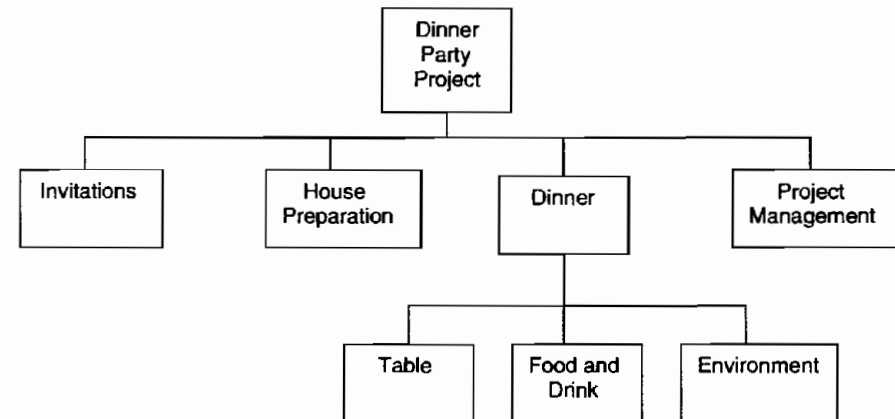 Dinner
Party
Project
Invitations
House
Preparation
Dinner
Project
Management
Table
Food and
Drink
Environment